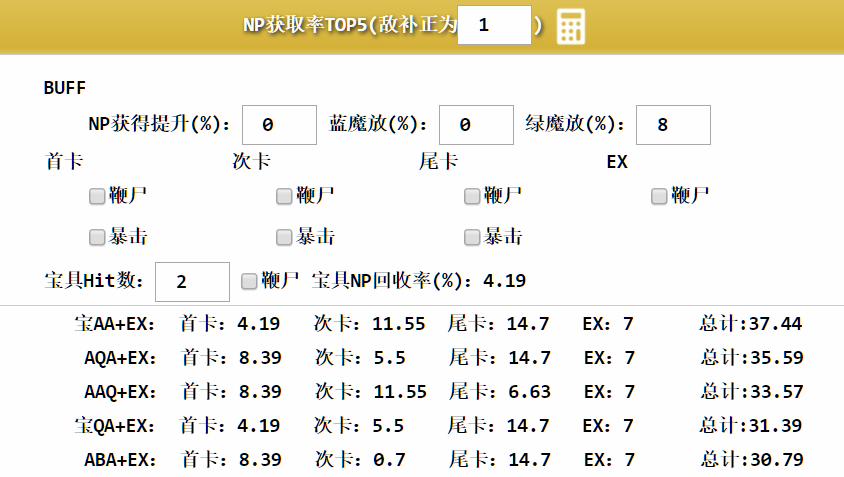 NP获取率TOP5(敌补正为 1 )
BUFF
NP获得提升(%): 0 蓝魔放(%): 0 绿魔放(%): 8
首卡 次卡 尾卡 EX
鞭尸 鞭尸 鞭尸 鞭尸
暴击 暴击 暴击
宝具Hit数: 2 鞭尸 宝具NP回收率(%): 4.19
宝AA+EX: 首卡: 4.19 次卡: 11.55 尾卡: 14.7 EX: 7 总计:37.44
AQA+EX: 首卡: 8.39 次卡: 5.5 尾卡: 14.7 EX: 7 总计:35.59
AAQ+EX: 首卡: 8.39 次卡: 11.55 尾卡: 6.63 EX: 7 总计:33.57
宝QA+EX: 首卡: 4.19 次卡: 5.5 尾卡: 14.7 EX: 7 总计:31.39
ABA+EX: 首卡: 8.39 次卡: 0.7 尾卡: 14.7 EX: 7 总计:30.79